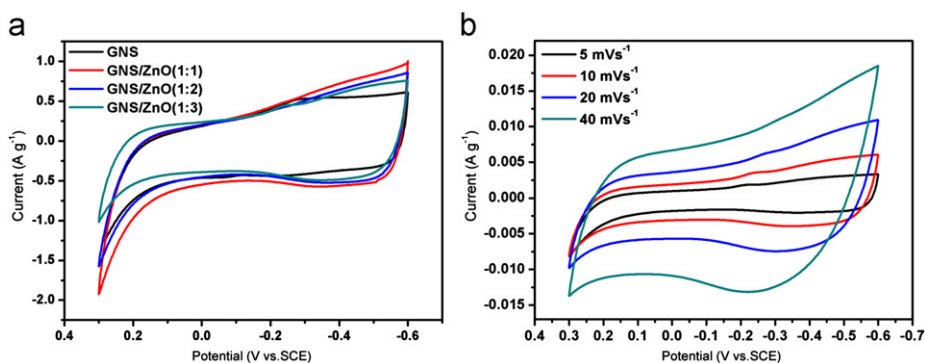 a
GNS
GNS/ZnO(1:1)
GNS/ZnO(1:2)
GNS/ZnO(1:3)
1.0
0.5
0.0
-0.5
-1.0
-1.5
-2.0
Current (A g⁻¹)
0.4 0.2 0.0 -0.2 -0.4 -0.6
Potential (V vs.SCE)
b
5 mVs⁻¹
10 mVs⁻¹
20 mVs⁻¹
40 mVs⁻¹
0.020
0.015
0.010
0.005
0.000
-0.005
-0.010
-0.015
Current (A g⁻¹)
0.4 0.3 0.2 0.1 0.0 -0.1 -0.2 -0.3 -0.4 -0.5 -0.6 -0.7
Potential (V vs.SCE)